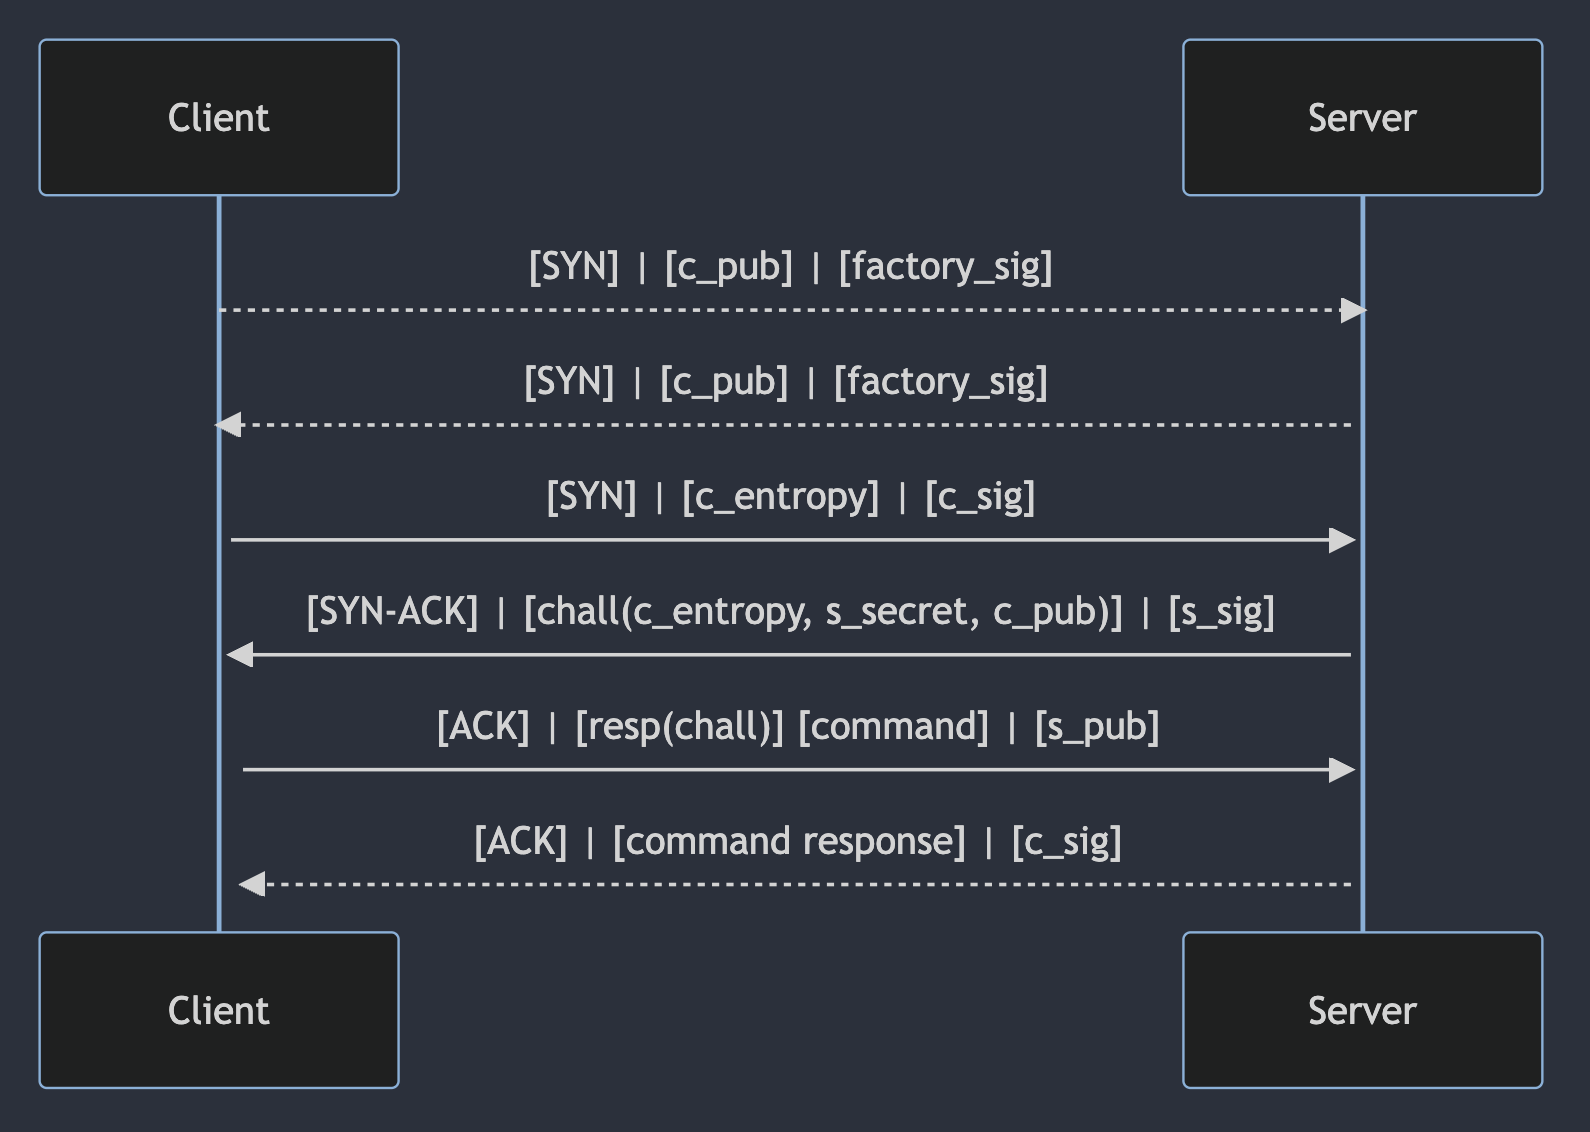 Client
Server
[SYN] | [c_pub] | [factory_sig]
[SYN] | [c_pub] | [factory_sig]
[SYN] | [c_entropy] | [c_sig]
[SYN-ACK] | [chall(c_entropy, s_secret, c_pub)] | [s_sig]
[ACK] | [resp(chall)] [command] | [s_pub]
[ACK] | [command response] | [c_sig]
Client
Server